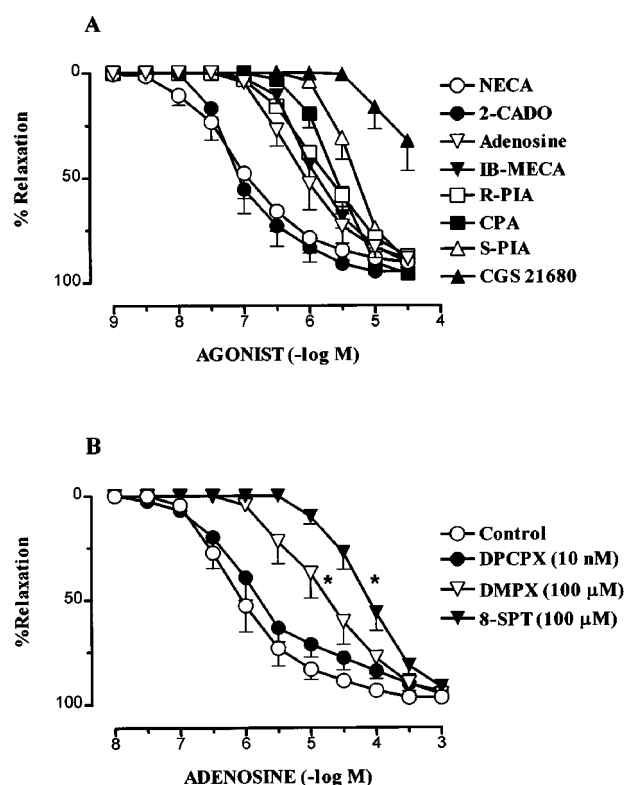 A
0
50
100
% Relaxation
9 8 7 6 5 4
AGONIST (-log M)
NECA
2-CADO
Adenosine
IB-MECA
R-PIA
CPA
S-PIA
CGS 21680
B
0
50
100
%Relaxation
* *
8 7 6 5 4 3
ADENOSINE (-log M)
Control
DPCPX (10 nM)
DMPX (100 µM)
8-SPT (100 µM)